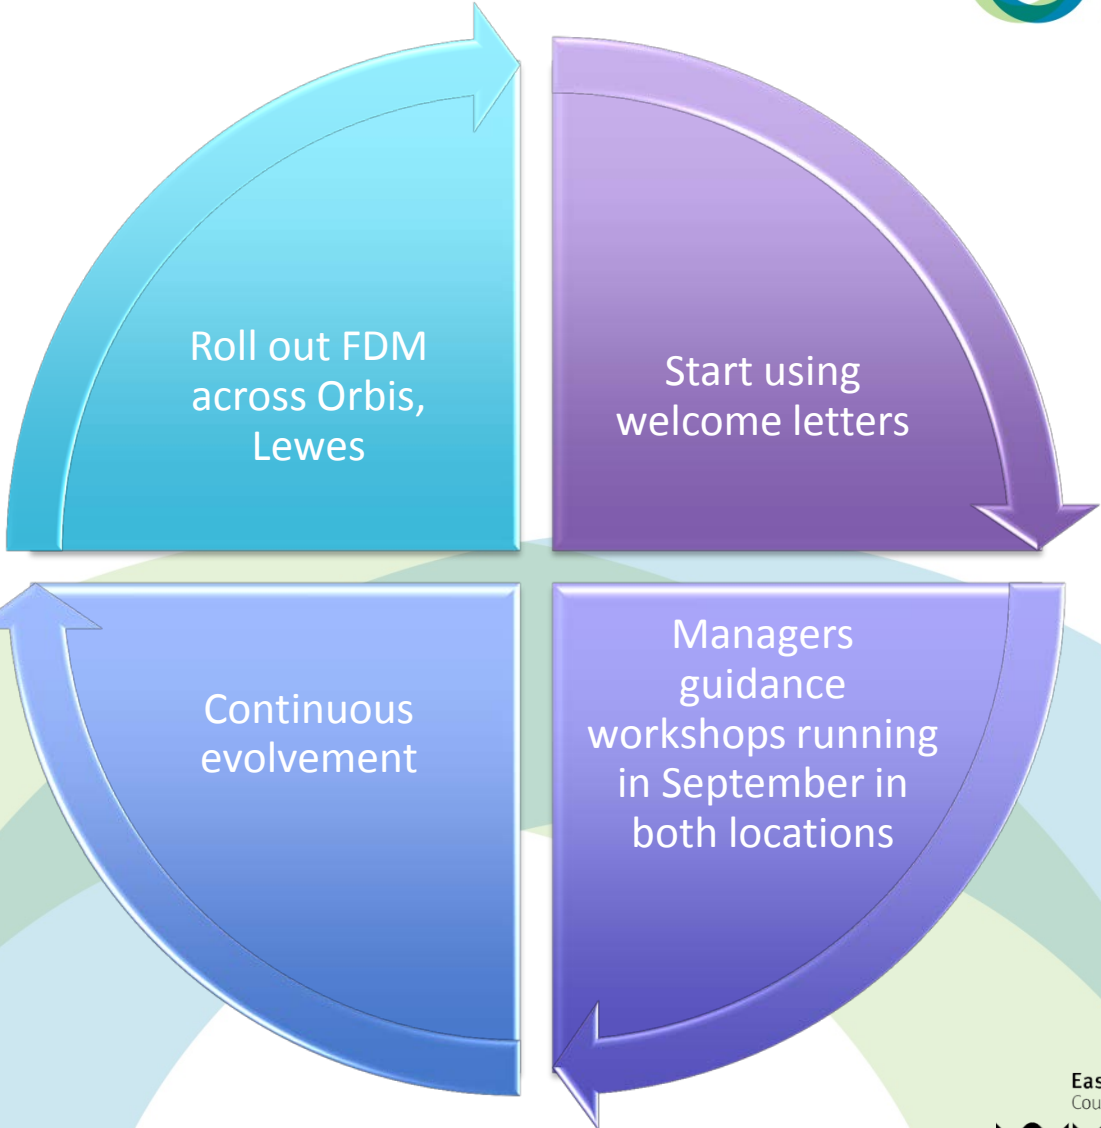 Roll out FDM
across Orbis,
Lewes
Start using
welcome letters
Managers
guidance
workshops running
in September in
both locations
Continuous
evolvement